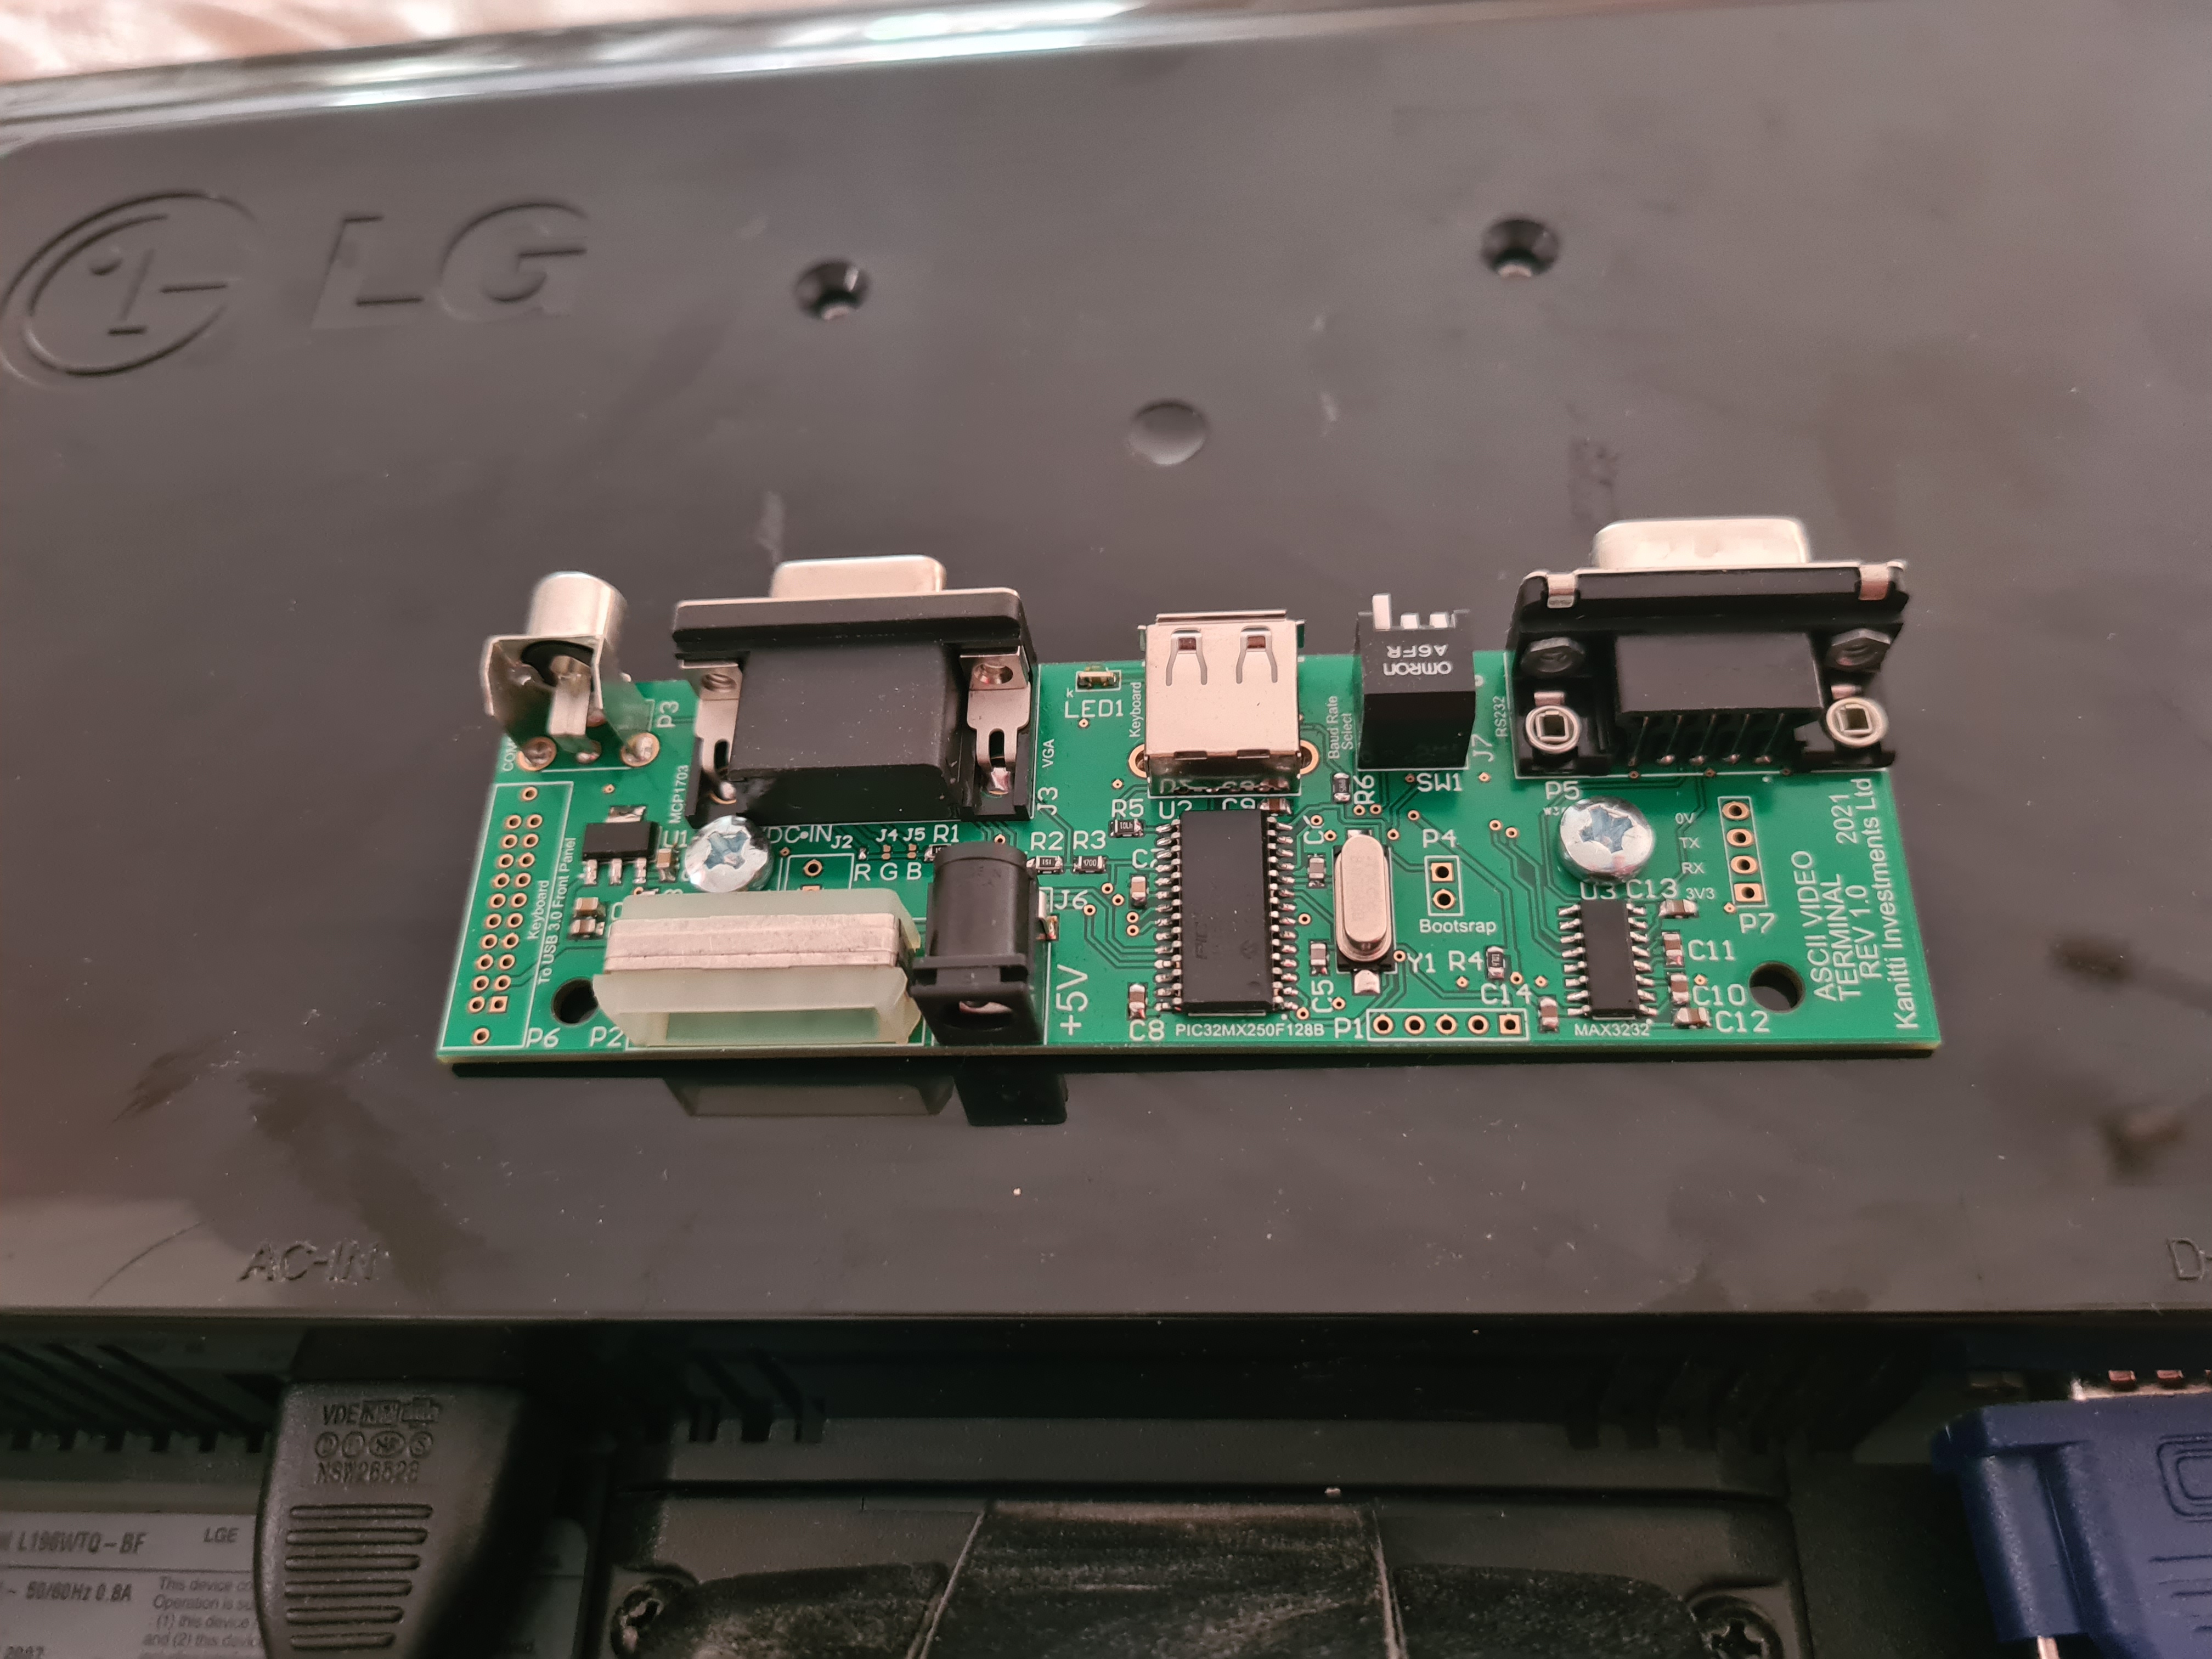 LG
P3
COM
MCP1703
U1
DC-IN
J2
J4 J5 R1
R G B
VGA
J3
K
LED1
Keyboard
Baud Rate
Select
OMRON
A6FR
SW1
J7
RS232
R5 U2 C9
R6
R2 R3
J6
P4
Bootsrap
Y1 R4
C5
C14
C8
PIC32MX250F128B
P1
+5V
Keyboard
To USB 3.0 Front Panel
P6
P2
P5
U3 C13
C11
C10
C12
MAX3232
0V
TX
RX
3V3
P7
ASCII VIDEO
TERMINAL 2021
REV 1.0
Kanitti Investments Ltd
AC-IN
D-
VDE
NSW26528
L196WTQ-BF
LGE
~ 50/60Hz 0.8A
This device
Operation is su
(1) this device
and (2) this devic